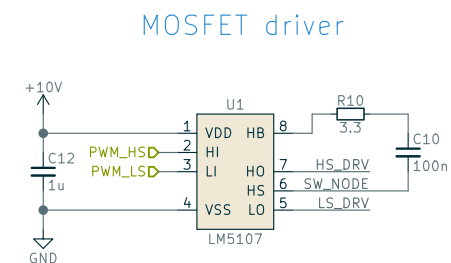 MOSFET driver
+10V
U1
R10
3.3
1 VDD HB 8
C10
100n
PWM_HS 2 HI
PWM_LS 3 LI
C12
1u
HO 7 HS_DRV
HS 6 SW_NODE
4 VSS LO 5 LS_DRV
LM5107
GND